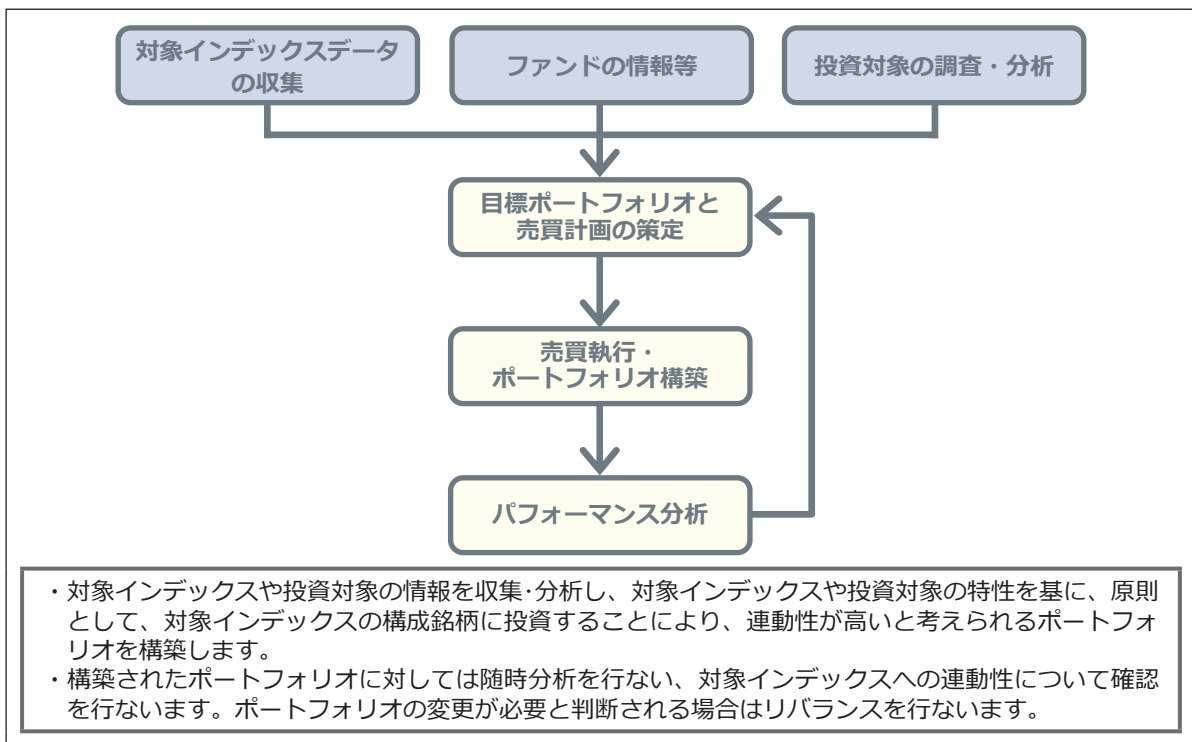 対象インデックスデータ
の収集
ファンドの情報等
投資対象の調査・分析
目標ポートフォリオと
売買計画の策定
売買執行・
ポートフォリオ構築
パフォーマンス分析
・対象インデックスや投資対象の情報を収集･分析し、対象インデックスや投資対象の特性を基に、原則
として、対象インデックスの構成銘柄に投資することにより、連動性が高いと考えられるポートフォ
リオを構築します。
・構築されたポートフォリオに対しては随時分析を行ない、対象インデックスへの連動性について確認
を行ないます。ポートフォリオの変更が必要と判断される場合はリバランスを行ないます。